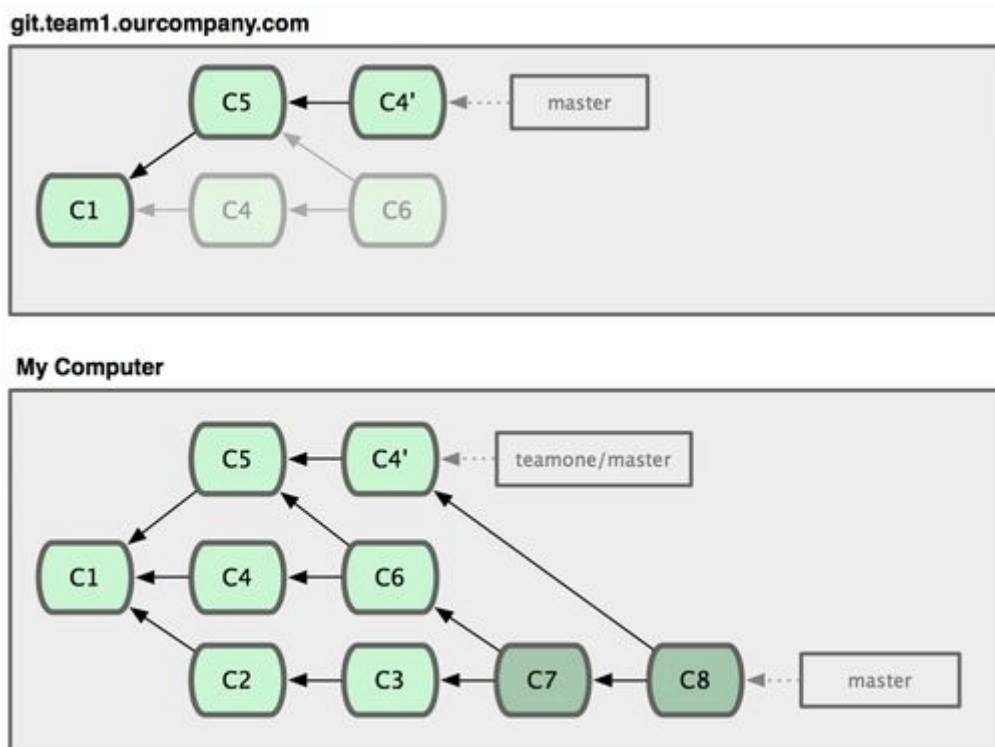 git.team1.ourcompany.com
C5 C4' master
C1 C4 C6
My Computer
C5 C4' teamone/master
C1 C4 C6
C2 C3 C7 C8 master